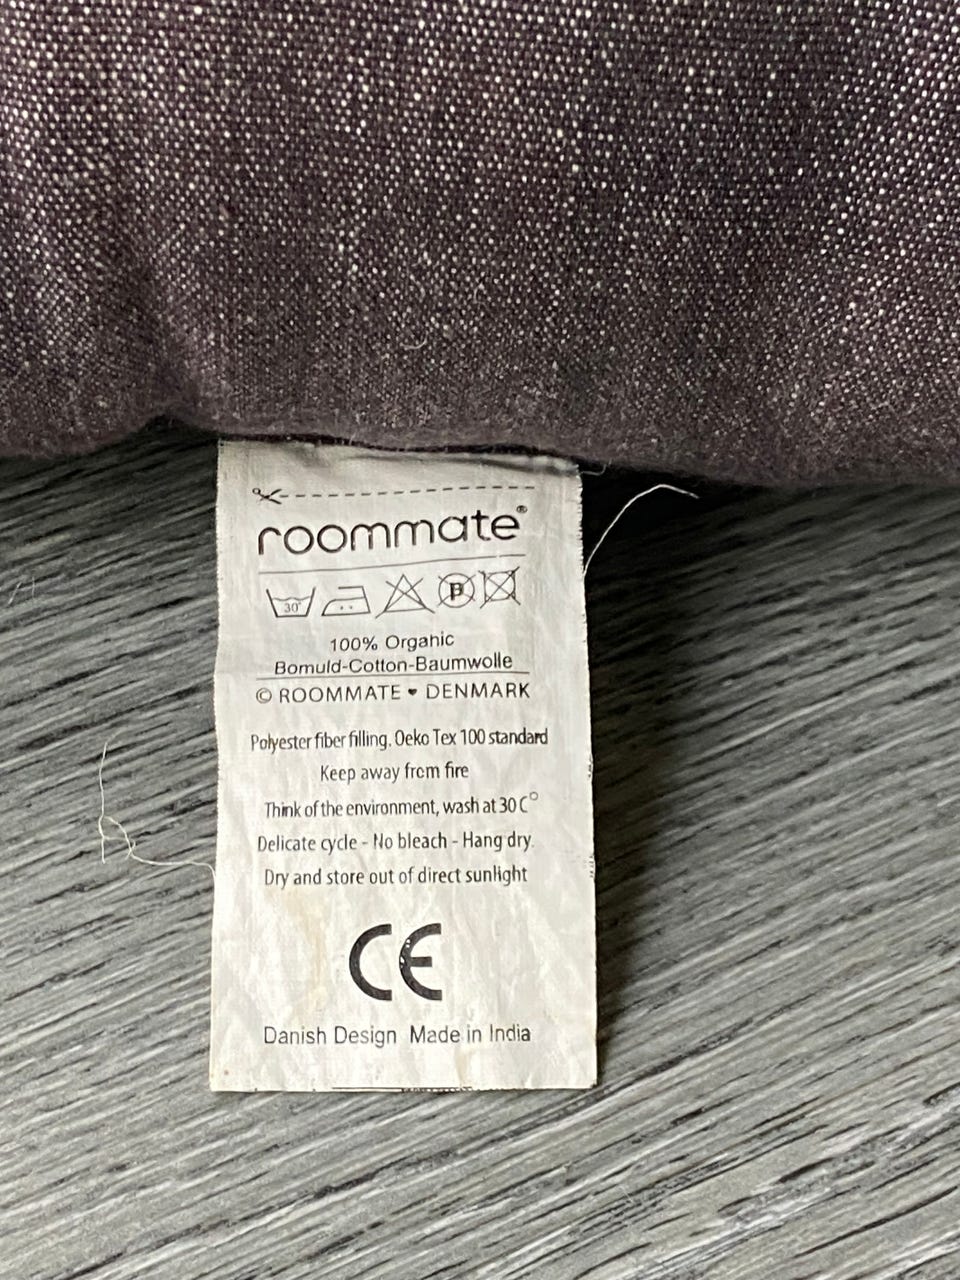 roommate®
30°
P
100% Orgahic
Bomuld-Cotton-Baumwolle
© ROOMMATE ♥ DENMARK
Polyester fiber filling. Oeko Tex 100 standard
Keep away from fire
Think of the environment, wash at 30 C°
Delicate cycle - No bleach - Hang dry.
Dry and store out of direct sunlight
CE
Danish Design Made in India